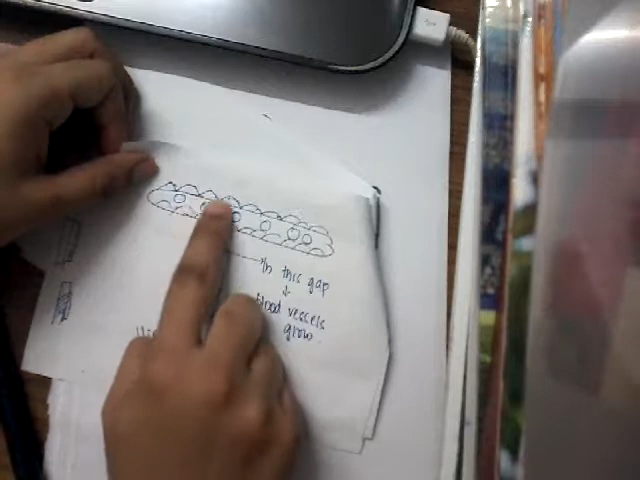 In this gap
↓
blood vessels
grow.